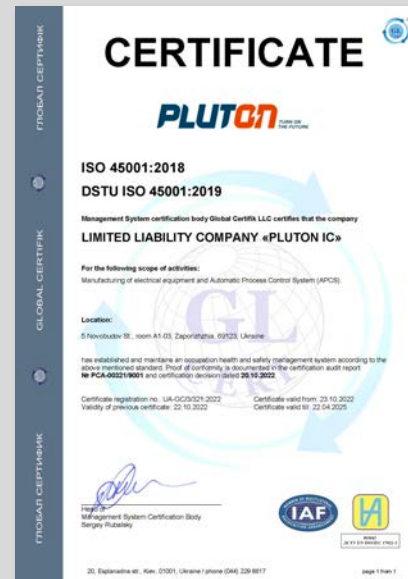 CERTIFICATE
PLUTON TURN ON
THE FUTURE
ISO 45001:2018
DSTU ISO 45001:2019
Management System certification body Global Certifik LLC certifies that the company
LIMITED LIABILITY COMPANY «PLUTON IC»
For the following scope of activities:
Manufacturing of electrical equipment and Automatic Process Control System (APCS).
Location:
5 Novobudov St., room A1-03, Zaporizhzhia, 69123, Ukraine
has established and maintains an occupation health and safety management system according to the
above mentioned standard. Proof of conformity is documented in the certification audit report
№ PCA-00321/9001 and certification decision dated 20.10.2022.
Certificate registration no.: UA-GC/3/321-2022
Validity of previous certificate: 22.10.2022
Certificate valid from: 23.10.2022
Certificate valid till: 22.04.2025
Head of
Management System Certification Body
Sergey Rubalsky
IAF
20, Esplanadna str., Kiev, 01001, Ukraine I phone (044) 229 8817
page 1 from 1
ГЛОБАЛ СЕРТИФІК
GLOBAL CERTIFIK
ГЛОБАЛ СЕРТИФІК
GL
CERT